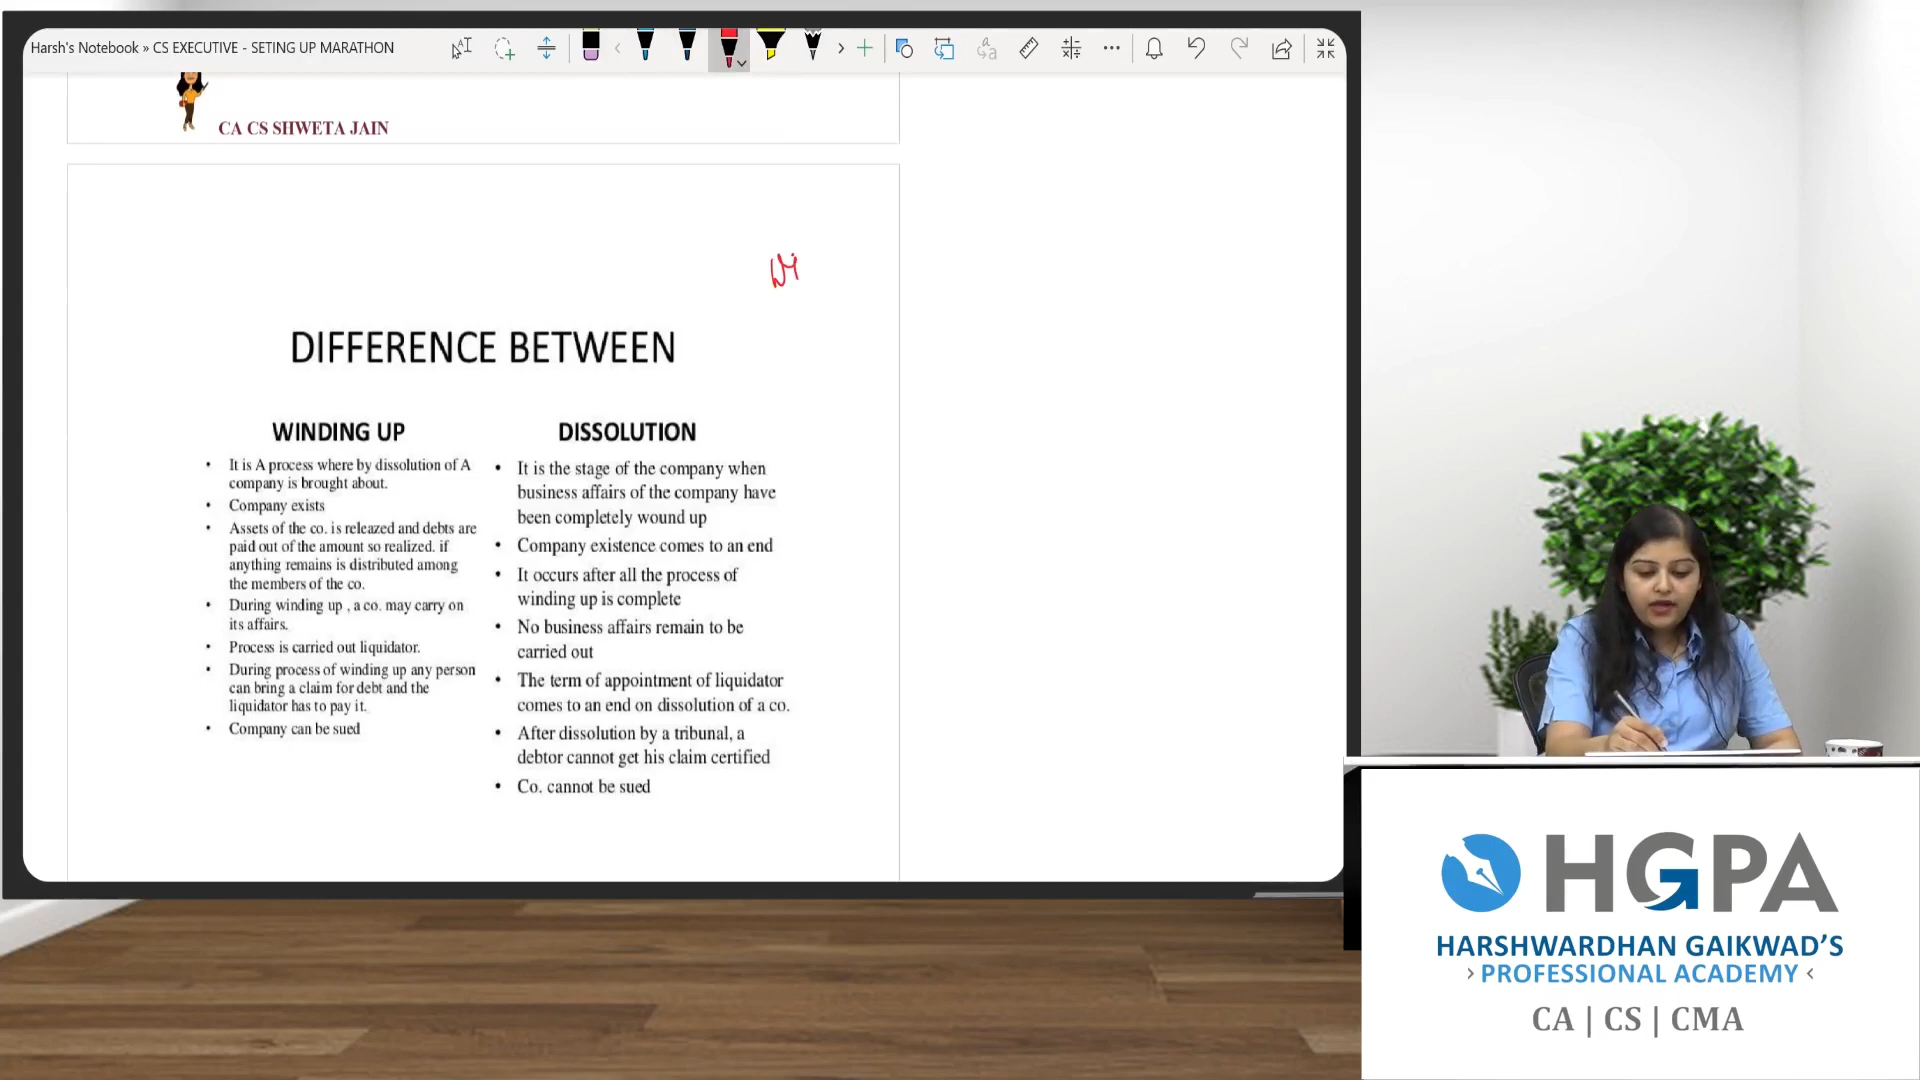 Harsh's Notebook » CS EXECUTIVE - SETING UP MARATHON
CA CS SHWETA JAIN
DIFFERENCE BETWEEN
WINDING UP
• It is A process where by dissolution of A
company is brought about.
• Company exists
• Assets of the co. is releazed and debts are
paid out of the amount so realized. if
anything remains is distributed among
the members of the co.
• During winding up , a co. may carry on
its affairs.
• Process is carried out liquidator.
• During process of winding up any person
can bring a claim for debt and the
liquidator has to pay it.
• Company can be sued
DISSOLUTION
• It is the stage of the company when
business affairs of the company have
been completely wound up
• Company existence comes to an end
• It occurs after all the process of
winding up is complete
• No business affairs remain to be
carried out
• The term of appointment of liquidator
comes to an end on dissolution of a co.
• After dissolution by a tribunal, a
debtor cannot get his claim certified
• Co. cannot be sued
HGPA
HARSHWARDHAN GAIKWAD'S
› PROFESSIONAL ACADEMY ‹
CA | CS | CMA